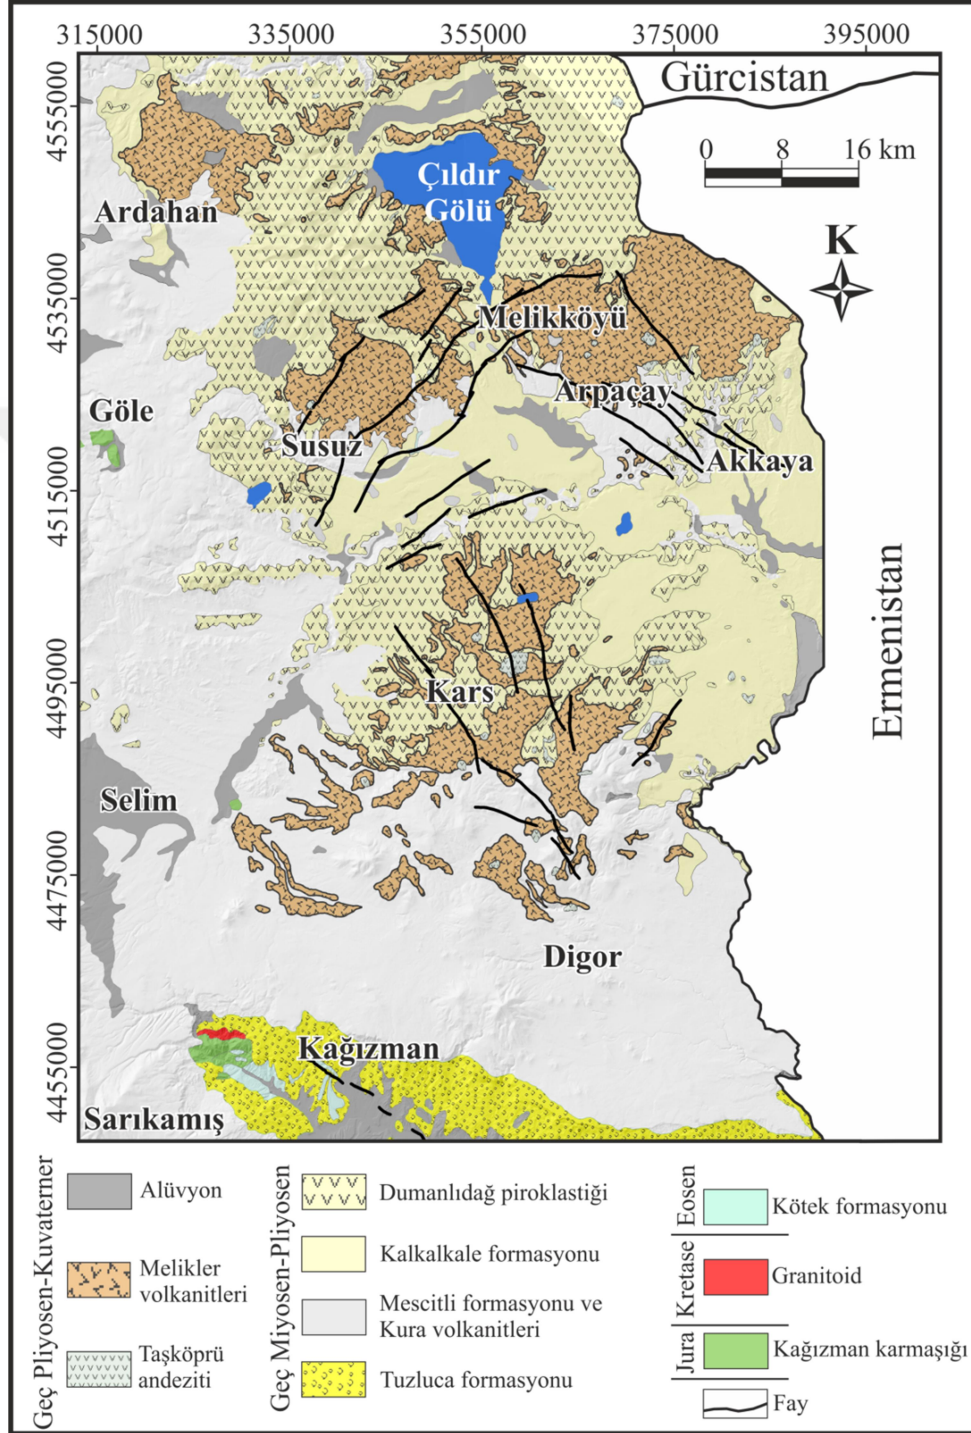 315000 335000 355000 375000 395000
4555000
4535000
4515000
4495000
4475000
4455000
Gürcistan
0 8 16 km
K
Çıldır
Gölü
Ardahan
Melikköyü
Arpaçay
Göle
Susuz
Akkaya
Ermenistan
Kars
Selim
Digor
Kağızman
Sarıkamış
Geç Pliyosen-Kuvaterner
Alüvyon
Melikler
volkanitleri
Taşköprü
andeziti
Geç Miyosen-Pliyosen
Dumanlıdağ piroklastiği
Kalkalkale formasyonu
Mescitli formasyonu ve
Kura volkanitleri
Tuzluca formasyonu
Eosen
Kötek formasyonu
Kretase
Granitoid
Jura
Kağızman karmaşığı
Fay